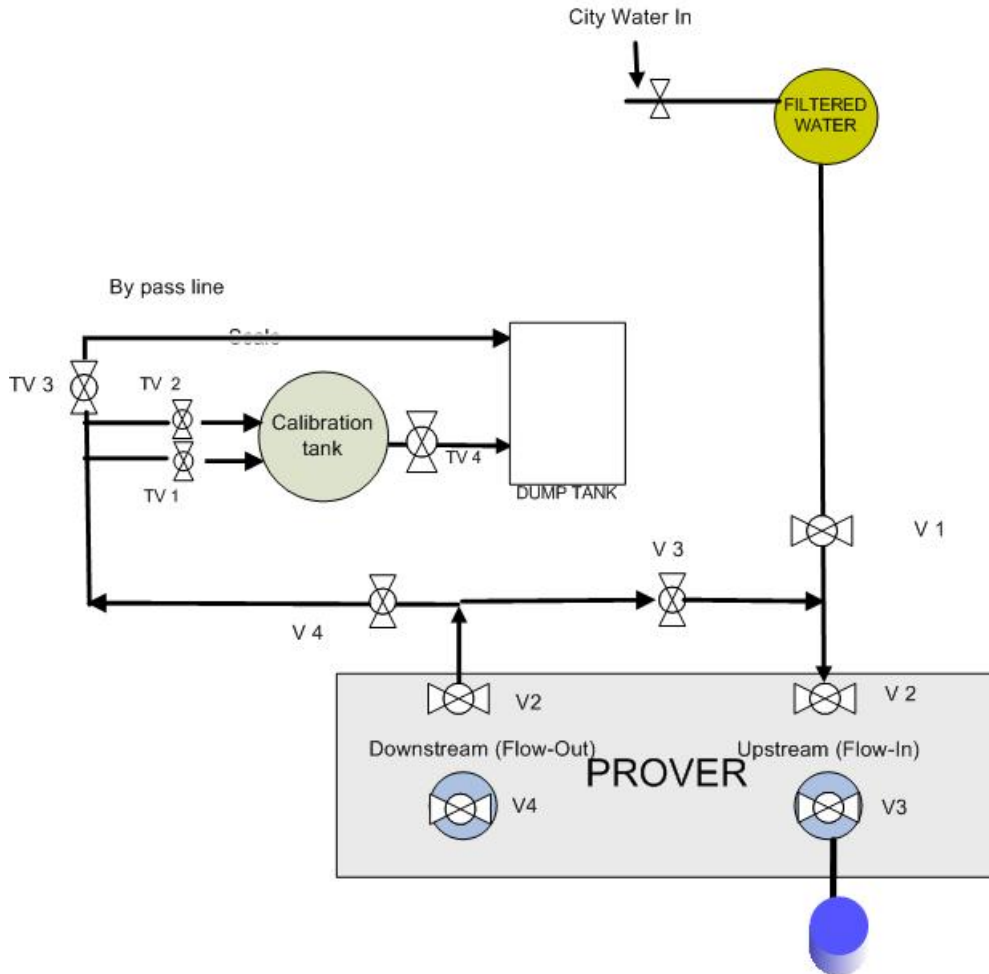 City Water In
FILTERED
WATER
By pass line
TV 3
TV 2
Calibration
tank
TV 4
TV 1
DUMP TANK
V 1
V 3
V 4
V2
V 2
Downstream (Flow-Out)
Upstream (Flow-In)
PROVER
V4
V3